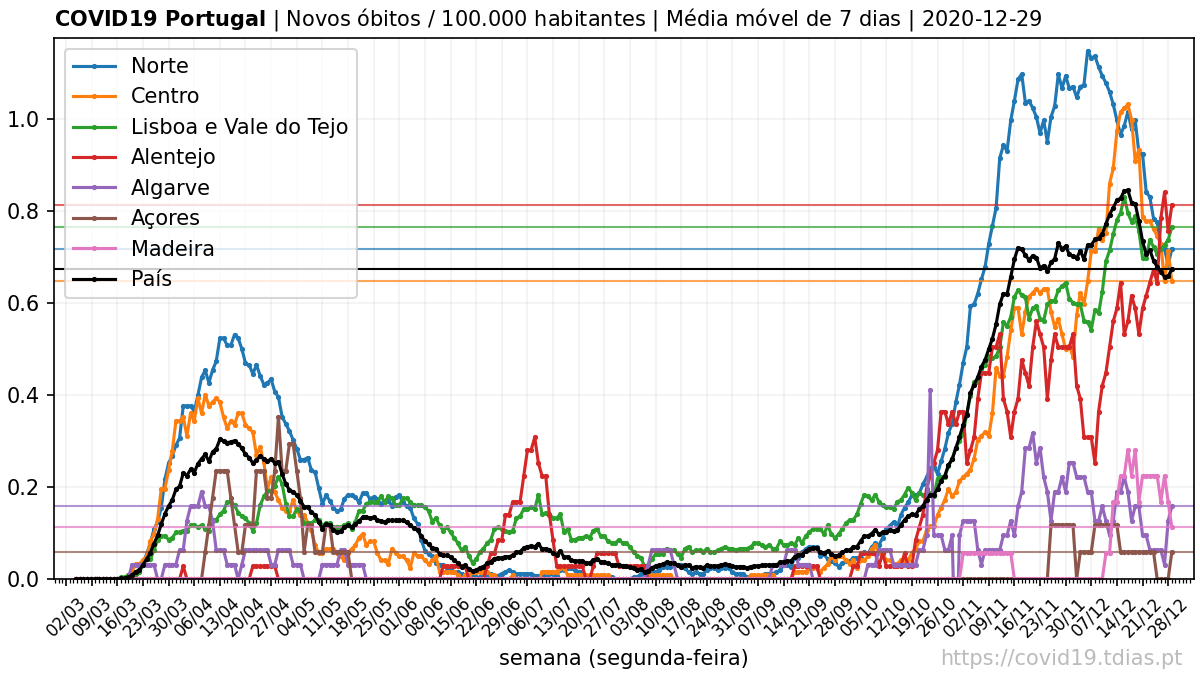 COVID19 Portugal | Novos óbitos / 100.000 habitantes | Média móvel de 7 dias | 2020-12-29
Norte
Centro
Lisboa e Vale do Tejo
Alentejo
Algarve
Açores
Madeira
País
1.0
0.8
0.6
0.4
0.2
0.0
02/03 09/03 16/03 23/03 30/03 06/04 13/04 20/04 27/04 04/05 11/05 18/05 25/05 01/06 08/06 15/06 22/06 29/06 06/07 13/07 20/07 27/07 03/08 10/08 17/08 24/08 31/08 07/09 14/09 21/09 28/09 05/10 12/10 19/10 26/10 02/11 09/11 16/11 23/11 30/11 07/12 14/12 21/12 28/12
semana (segunda-feira)
https://covid19.tdias.pt